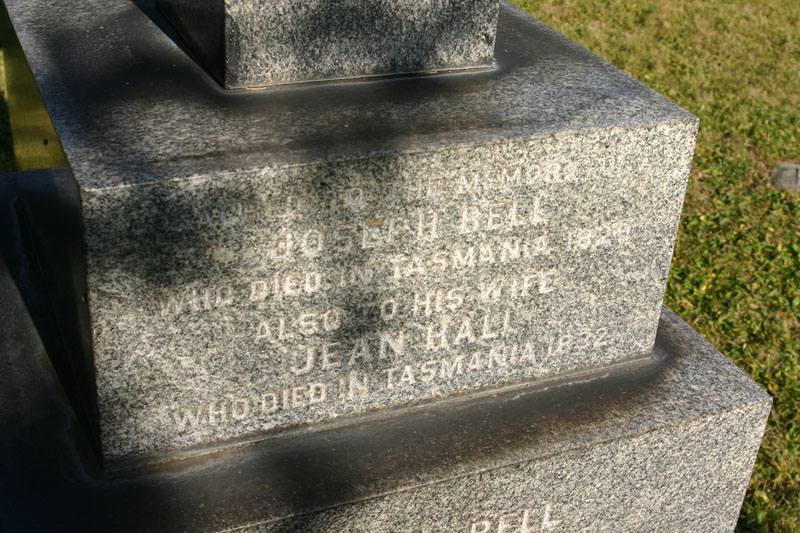 TO THE MEMORY OF
JOSEPH BELL
WHO DIED IN TASMANIA 1829
ALSO TO HIS WIFE
JEAN HALL
WHO DIED IN TASMANIA 1832
BELL